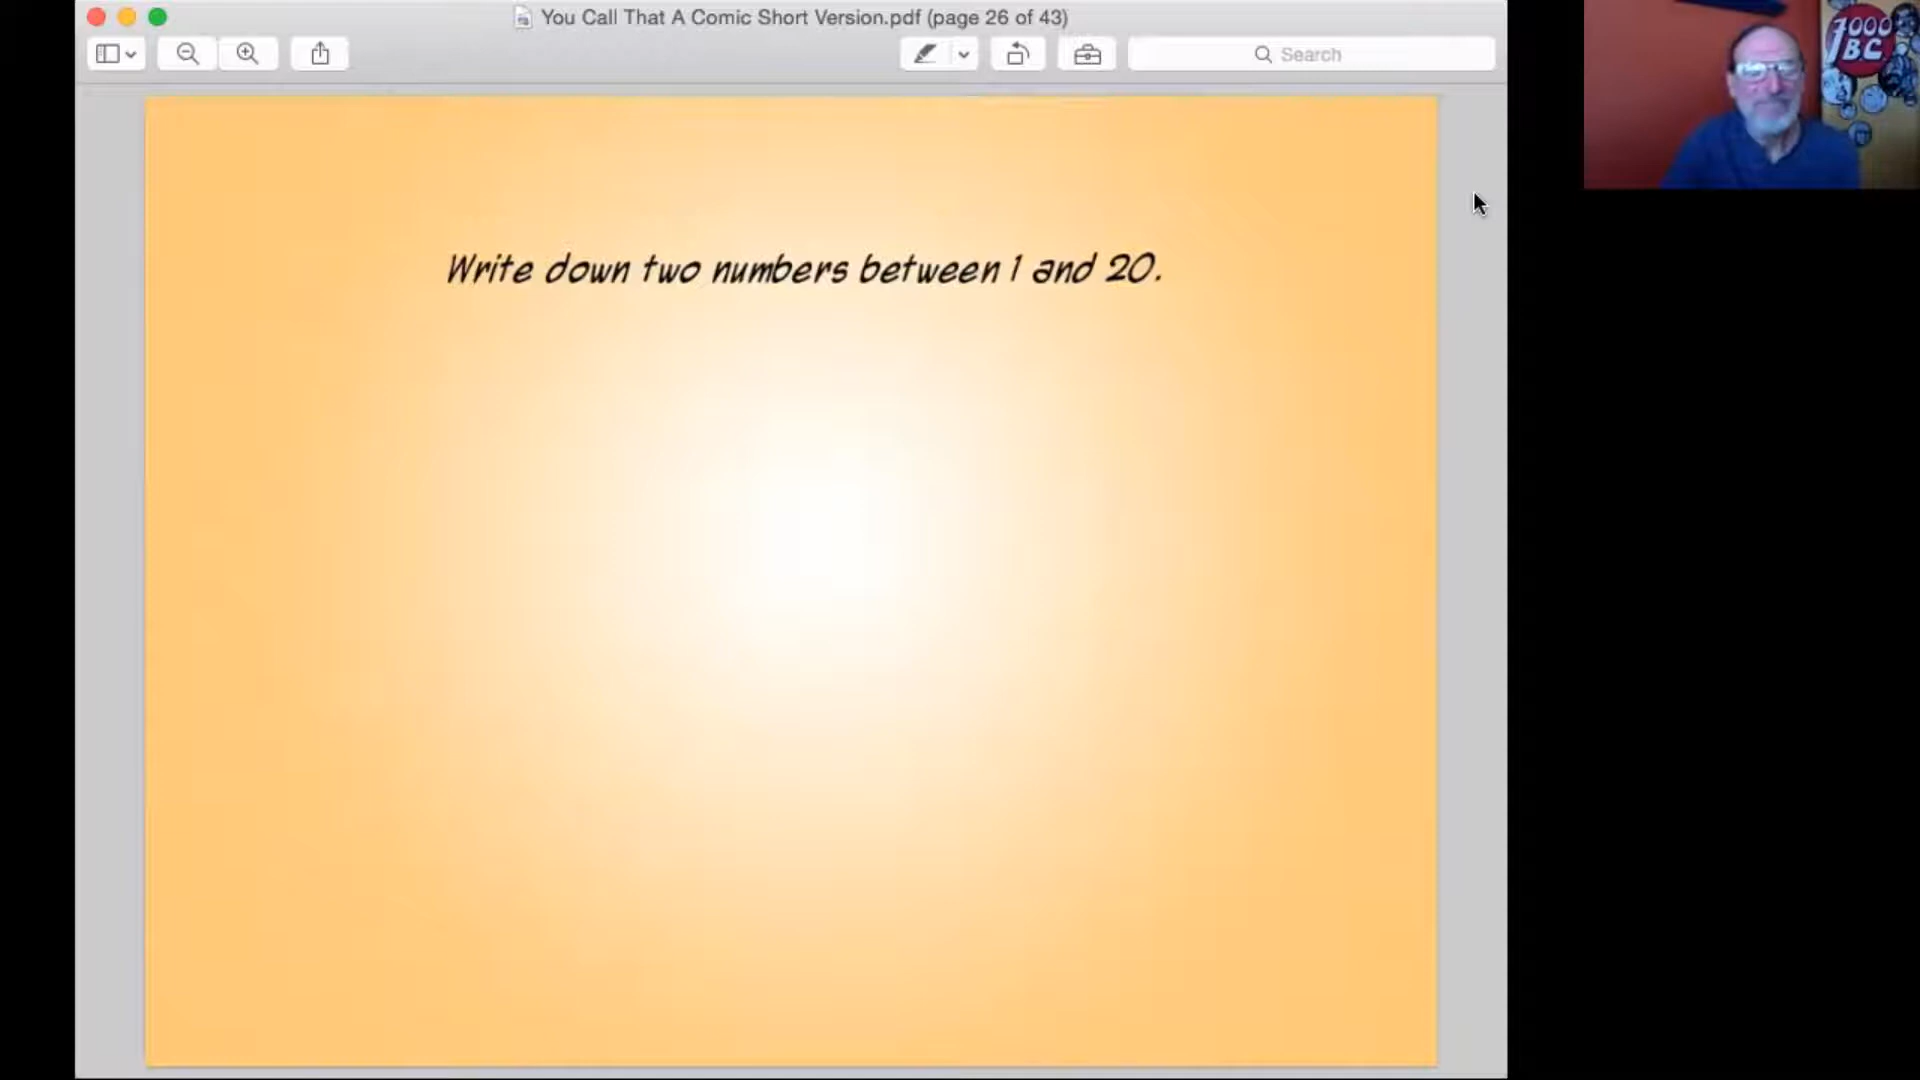 You Call That A Comic Short Version.pdf (page 26 of 43)
Search
Write down two numbers between 1 and 20.
1000
BC